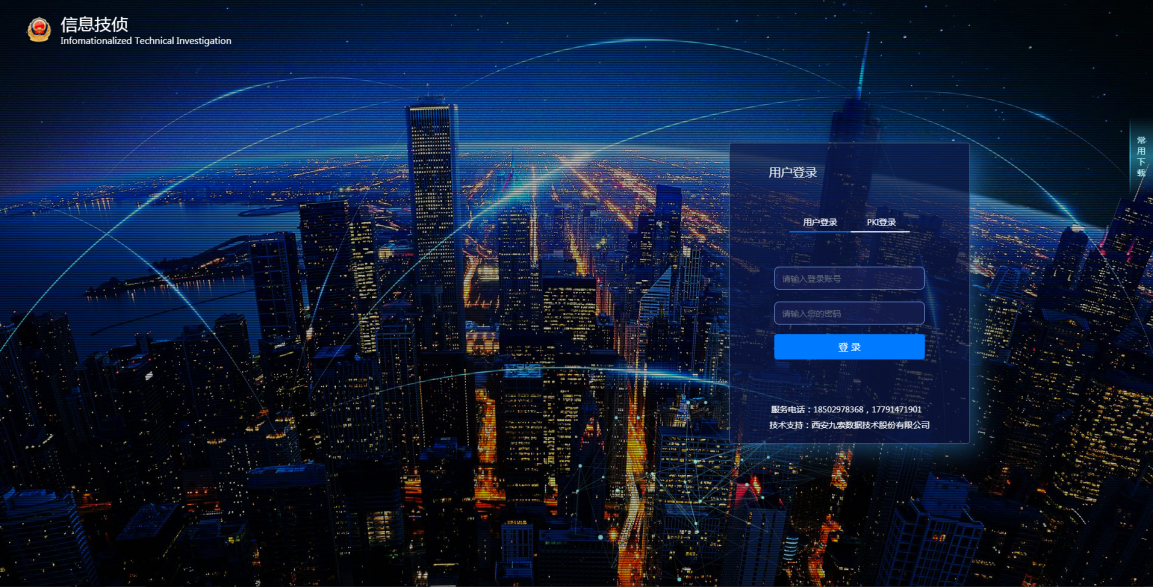 信息技侦
Infomationalized Technical Investigation
常用下载
用户登录
用户登录 PKI登录
请输入登录账号
请输入您的密码
登 录
服务电话：18502978368，17791471901
技术支持：西安九索数据技术股份有限公司